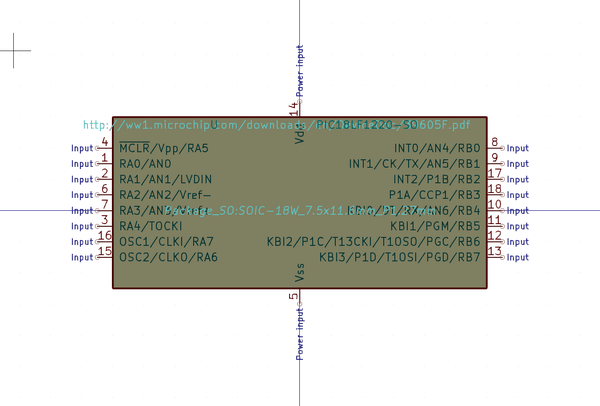 Power input
14
http://ww1.microchip.com/downloads/
605F.pdf
U
PIC18LF1220-SO
Vdd
Input 4 MCLR/Vpp/RA5
INT0/AN4/RB0 8 Input
Input 1 RA0/AN0
INT1/CK/TX/AN5/RB1 9 Input
Input 2 RA1/AN1/LVDIN
INT2/P1B/RB2 17 Input
Input 6 RA2/AN2/Vref-
P1A/CCP1/RB3 18 Input
Input 7 RA3/AN3/Vref+
Package_SO:SOIC-18W_7.5x11.6mm_P1.27mm
KBI0/DT/RX/AN6/RB4 10 Input
Input 3 RA4/TOCKI
KBI1/PGM/RB5 11 Input
Input 16 OSC1/CLKI/RA7
KBI2/P1C/T13CKI/T1OSO/PGC/RB6 12 Input
Input 15 OSC2/CLKO/RA6
KBI3/P1D/T1OSI/PGD/RB7 13 Input
Vss
5
Power input